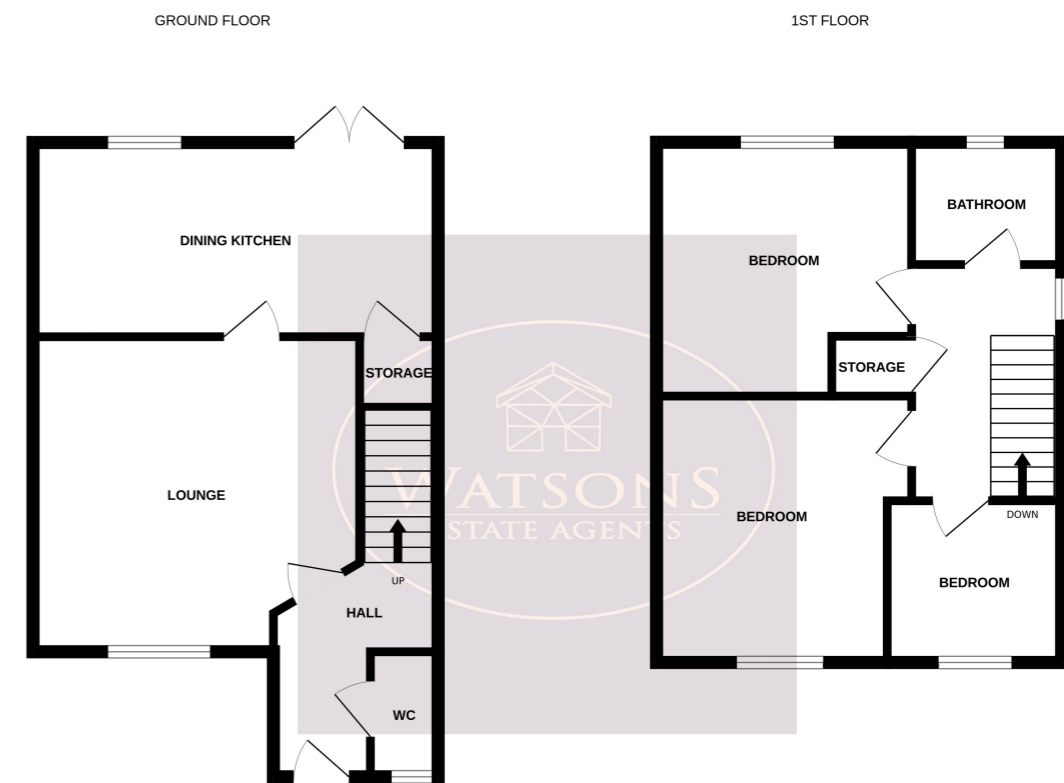 GROUND FLOOR
DINING KITCHEN
STORAGE
LOUNGE
UP
HALL
WC
1ST FLOOR
BATHROOM
BEDROOM
STORAGE
BEDROOM
DOWN
BEDROOM
WATSONS
ESTATE AGENTS